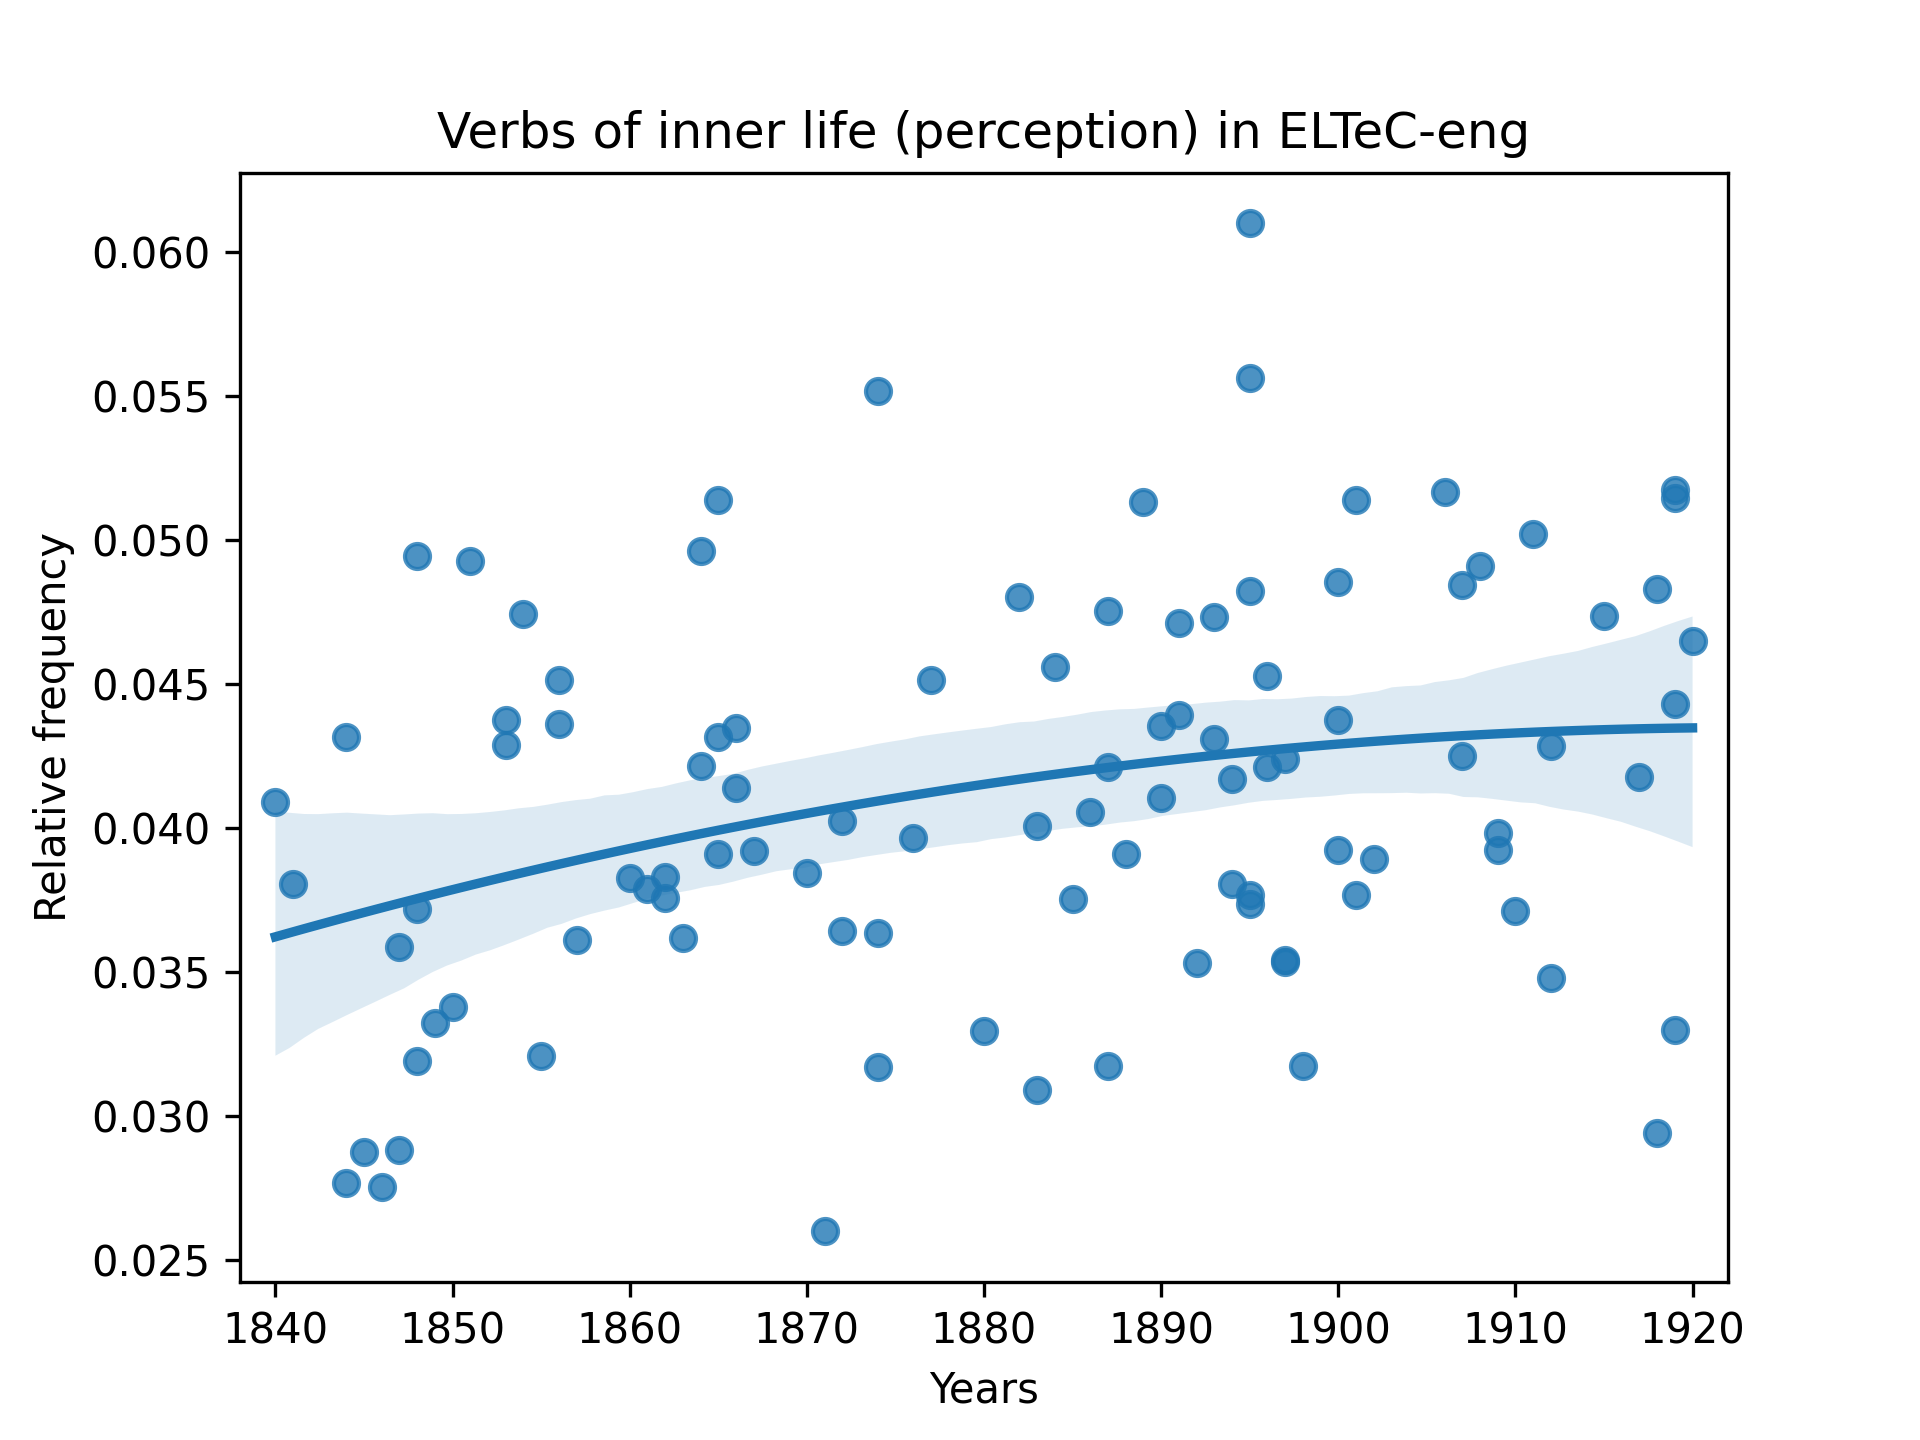 Verbs of inner life (perception) in ELTeC-eng
Relative frequency
0.060
0.055
0.050
0.045
0.040
0.035
0.030
0.025
1840 1850 1860 1870 1880 1890 1900 1910 1920
Years